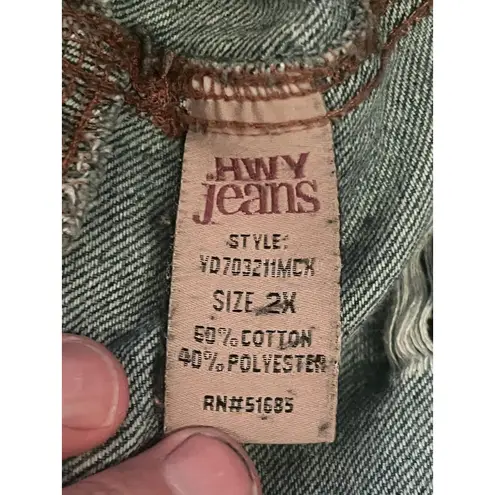 HWY
jeans
STYLE:
YD703211MCX
SIZE 2X
60% COTTON
40% POLYESTER
RN#51685